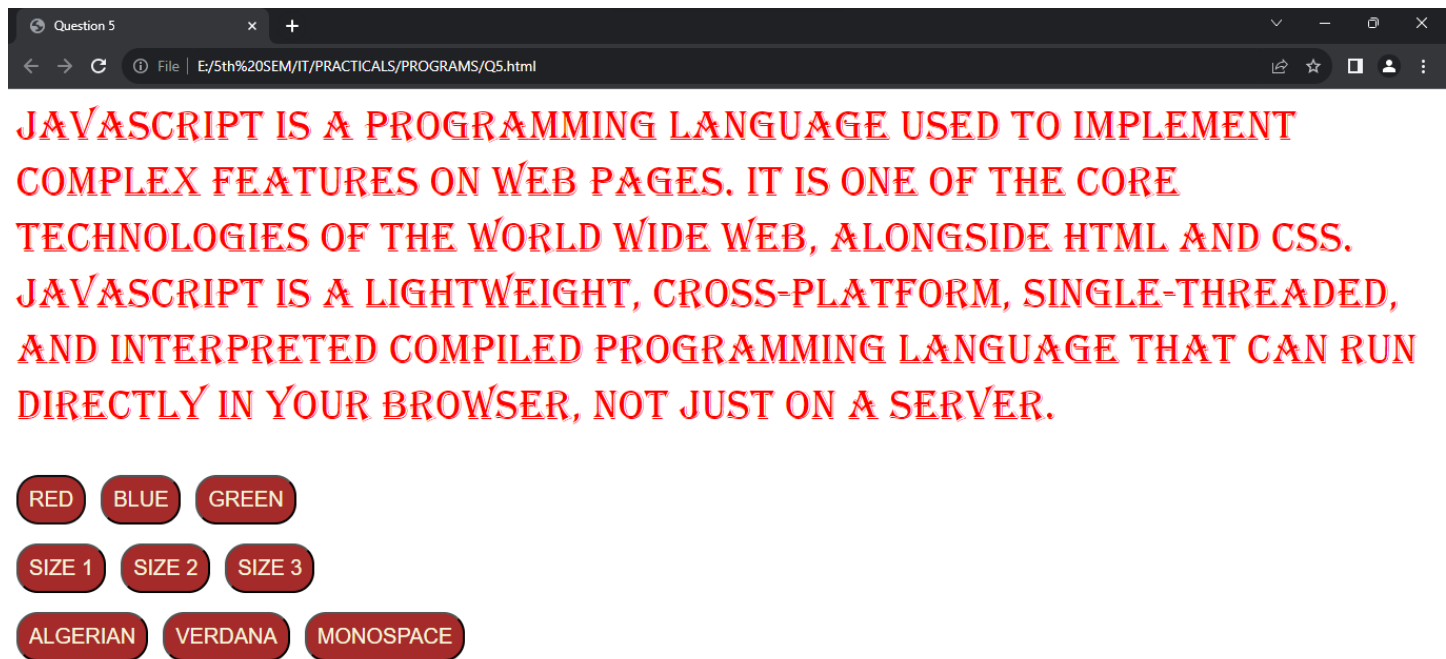 Question 5
File E:/5th%20SEM/IT/PRACTICALS/PROGRAMS/Q5.html
JAVASCRIPT IS A PROGRAMMING LANGUAGE USED TO IMPLEMENT
COMPLEX FEATURES ON WEB PAGES. IT IS ONE OF THE CORE
TECHNOLOGIES OF THE WORLD WIDE WEB, ALONGSIDE HTML AND CSS.
JAVASCRIPT IS A LIGHTWEIGHT, CROSS-PLATFORM, SINGLE-THREADED,
AND INTERPRETED COMPILED PROGRAMMING LANGUAGE THAT CAN RUN
DIRECTLY IN YOUR BROWSER, NOT JUST ON A SERVER.
RED BLUE GREEN
SIZE 1 SIZE 2 SIZE 3
ALGERIAN VERDANA MONOSPACE